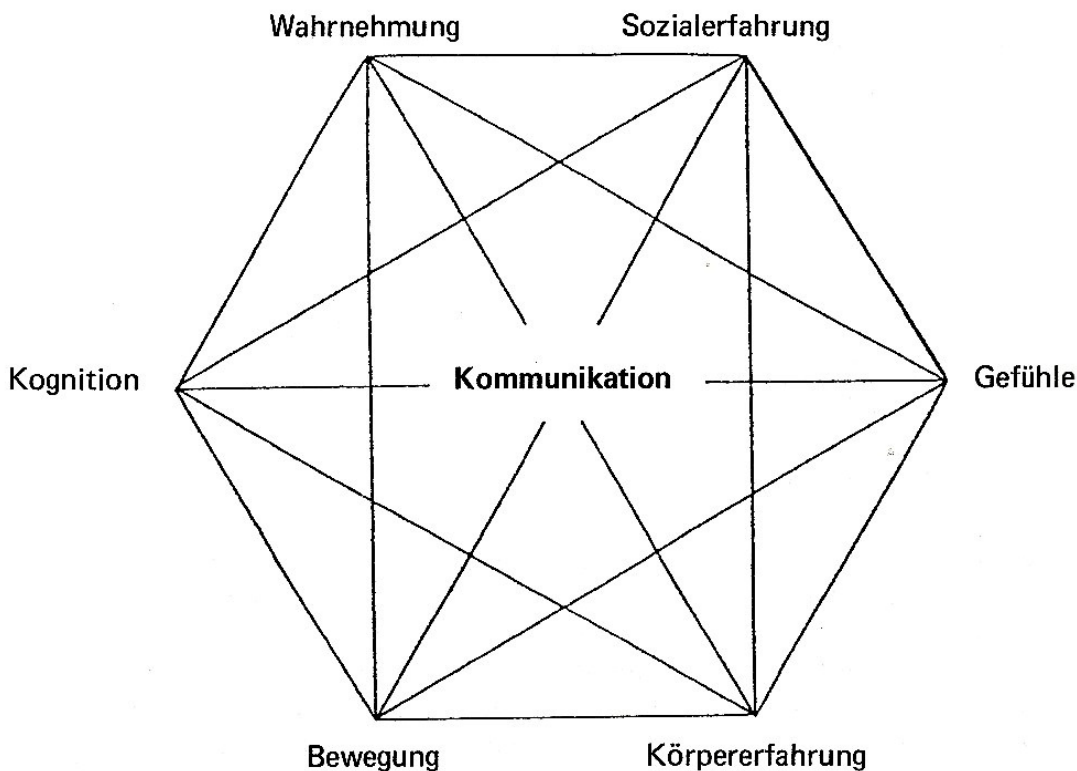 Wahrnehmung
Sozialerfahrung
Kognition
Kommunikation
Gefühle
Bewegung
Körpererfahrung